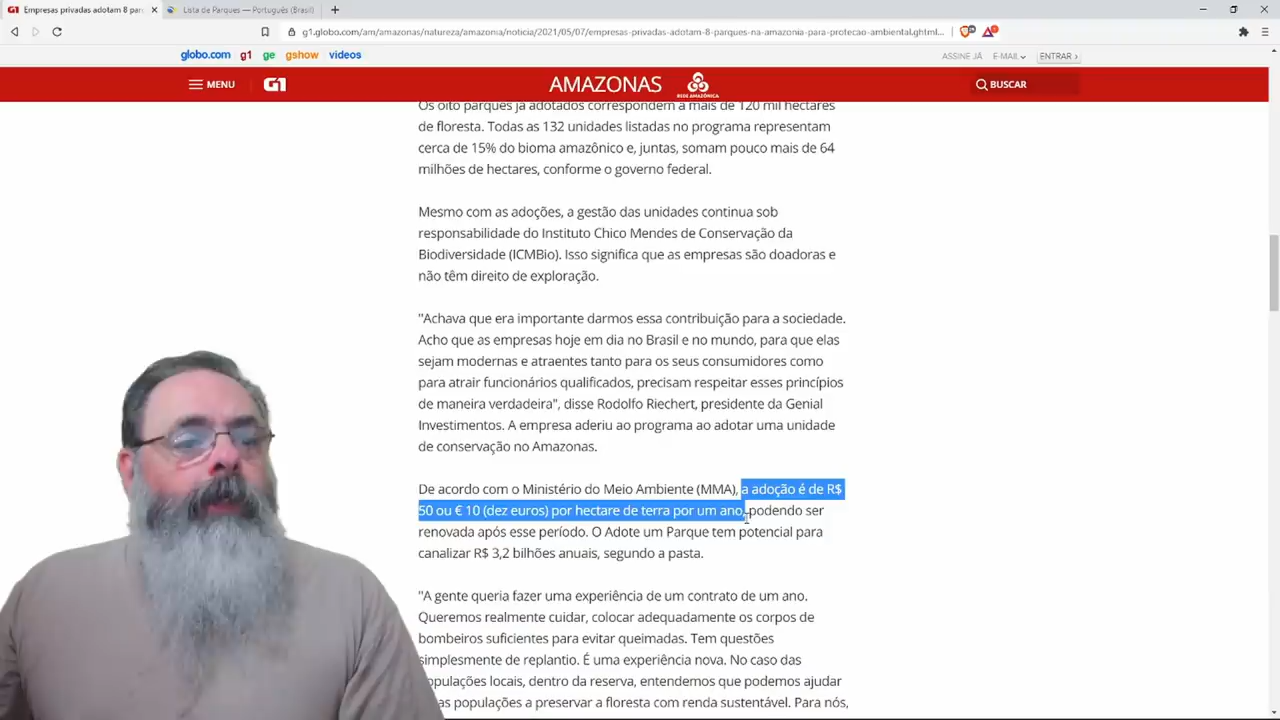 Empresas privadas adotam 8 par
Lista de Parques — Português (Brasil)
g1.globo.com/am/amazonas/natureza/amazonia/noticia/2021/05/07/empresas-privadas-adotam-8-parques-na-amazonia-para-protecao-ambiental.ghtml...
globo.com g1 ge gshow videos
ASSINE JÁ E-MAIL ENTRAR
MENU G1 AMAZONAS REDE AMAZÔNICA BUSCAR
Os oito parques já adotados correspondem a mais de 120 mil hectares
de floresta. Todas as 132 unidades listadas no programa representam
cerca de 15% do bioma amazônico e, juntas, somam pouco mais de 64
milhões de hectares, conforme o governo federal.
Mesmo com as adoções, a gestão das unidades continua sob
responsabilidade do Instituto Chico Mendes de Conservação da
Biodiversidade (ICMBio). Isso significa que as empresas são doadoras e
não têm direito de exploração.
"Achava que era importante darmos essa contribuição para a sociedade.
Acho que as empresas hoje em dia no Brasil e no mundo, para que elas
sejam modernas e atraentes tanto para os seus consumidores como
para atrair funcionários qualificados, precisam respeitar esses princípios
de maneira verdadeira", disse Rodolfo Riechert, presidente da Genial
Investimentos. A empresa aderiu ao programa ao adotar uma unidade
de conservação no Amazonas.
De acordo com o Ministério do Meio Ambiente (MMA), a adoção é de R$
50 ou € 10 (dez euros) por hectare de terra por um ano, podendo ser
renovada após esse período. O Adote um Parque tem potencial para
canalizar R$ 3,2 bilhões anuais, segundo a pasta.
"A gente queria fazer uma experiência de um contrato de um ano.
Queremos realmente cuidar, colocar adequadamente os corpos de
bombeiros suficientes para evitar queimadas. Tem questões
simplesmente de replantio. É uma experiência nova. No caso das
populações locais, dentro da reserva, entendemos que podemos ajudar
as populações a preservar a floresta com renda sustentável. Para nós,